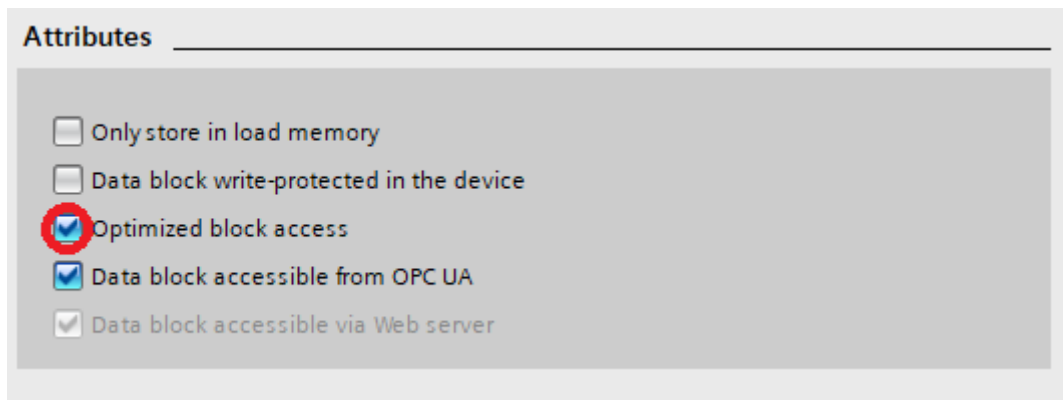 Attributes
Only store in load memory
Data block write-protected in the device
Optimized block access
Data block accessible from OPC UA
Data block accessible via Web server